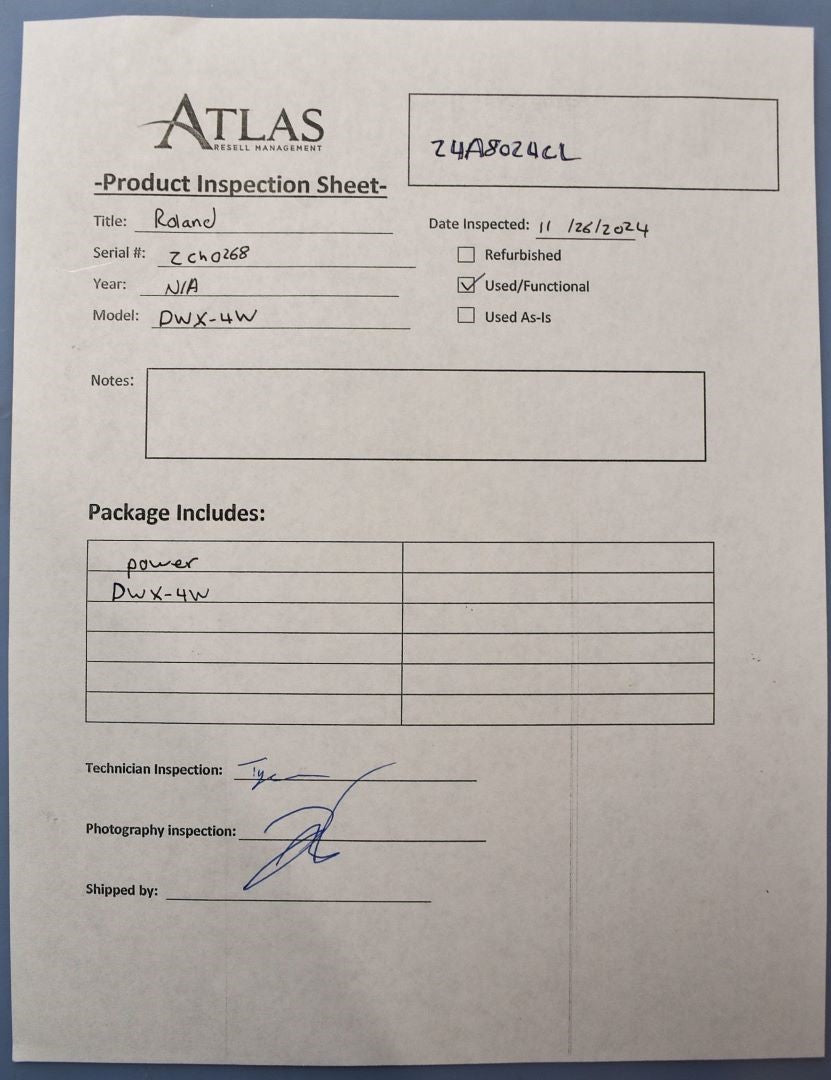 ATLAS
RESELL MANAGEMENT
24A8024CL
-Product Inspection Sheet-
Title: Roland
Date Inspected: 11 /26/2024
Serial #: Zch0268
Refurbished
Year: N/A
Used/Functional
Model: DWX-4W
Used As-Is
Notes:
Package Includes:
power
DWX-4W
Technician Inspection:
Photography inspection:
Shipped by: